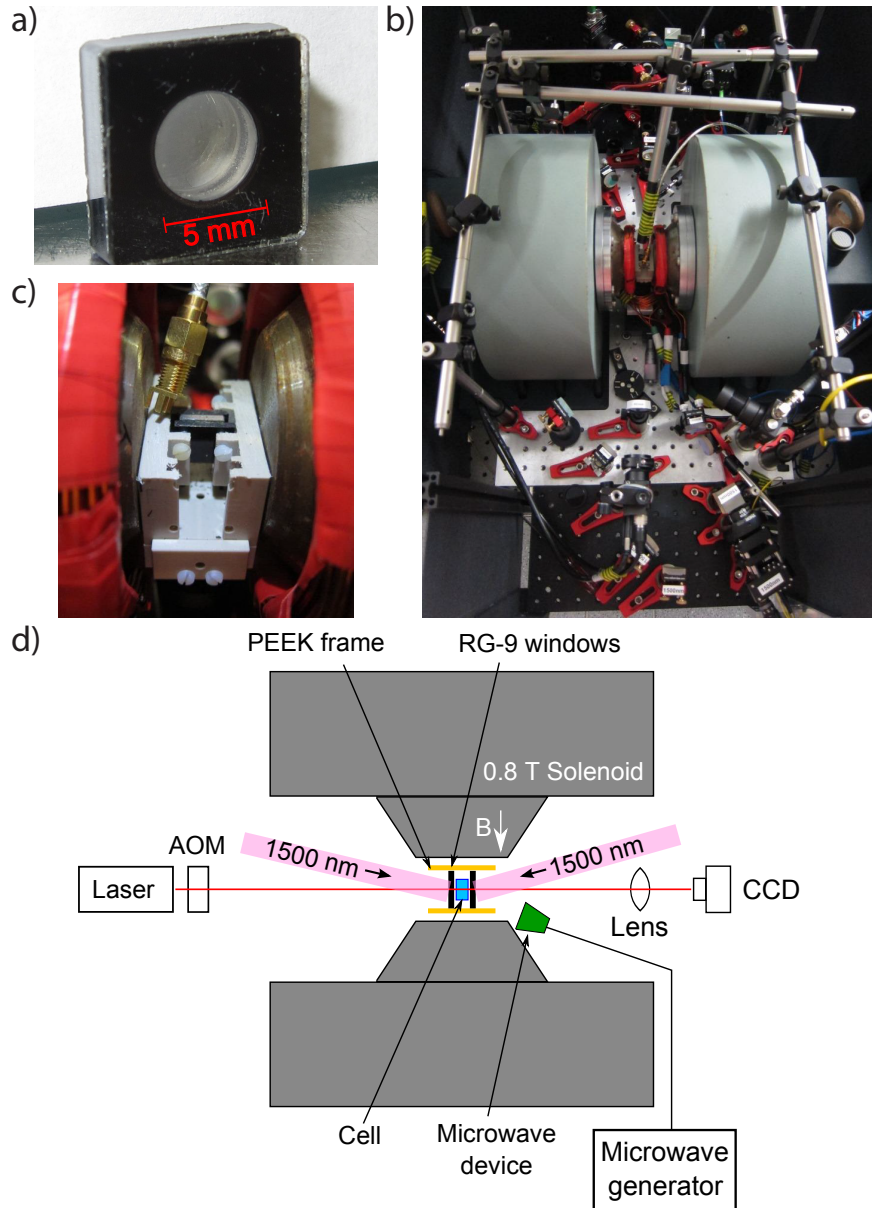 a)
5 mm
b)
c)
1500nm
d)
PEEK frame
RG-9 windows
0.8 T Solenoid
B
AOM
1500 nm
1500 nm
Laser
CCD
Lens
Cell
Microwave
device
Microwave
generator